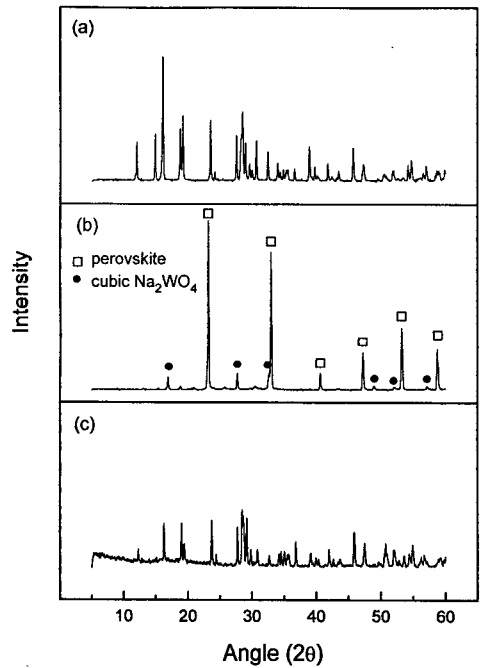 (a)
(b)
□ perovskite
● cubic Na₂WO₄
(c)
Intensity
10 20 30 40 50 60
Angle (2θ)